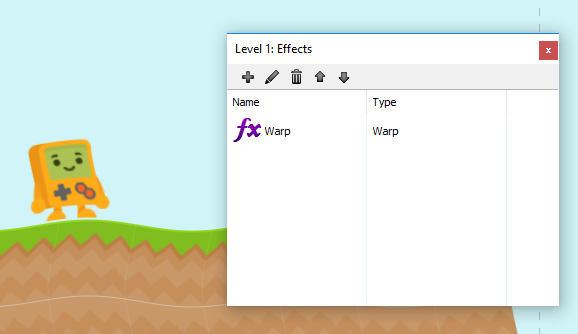 Level 1: Effects
x
Name Type
fx Warp Warp